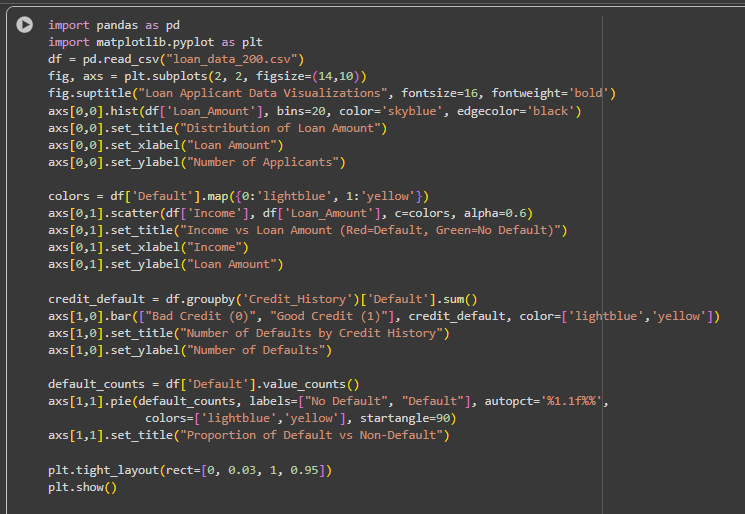 import pandas as pd
import matplotlib.pyplot as plt
df = pd.read_csv("loan_data_200.csv")
fig, axs = plt.subplots(2, 2, figsize=(14,10))
fig.suptitle("Loan Applicant Data Visualizations", fontsize=16, fontweight='bold')
axs[0,0].hist(df['Loan_Amount'], bins=20, color='skyblue', edgecolor='black')
axs[0,0].set_title("Distribution of Loan Amount")
axs[0,0].set_xlabel("Loan Amount")
axs[0,0].set_ylabel("Number of Applicants")

colors = df['Default'].map({0:'lightblue', 1:'yellow'})
axs[0,1].scatter(df['Income'], df['Loan_Amount'], c=colors, alpha=0.6)
axs[0,1].set_title("Income vs Loan Amount (Red=Default, Green=No Default)")
axs[0,1].set_xlabel("Income")
axs[0,1].set_ylabel("Loan Amount")

credit_default = df.groupby('Credit_History')['Default'].sum()
axs[1,0].bar(["Bad Credit (0)", "Good Credit (1)"], credit_default, color=['lightblue','yellow'])
axs[1,0].set_title("Number of Defaults by Credit History")
axs[1,0].set_ylabel("Number of Defaults")

default_counts = df['Default'].value_counts()
axs[1,1].pie(default_counts, labels=["No Default", "Default"], autopct='%1.1f%%',
             colors=['lightblue','yellow'], startangle=90)
axs[1,1].set_title("Proportion of Default vs Non-Default")

plt.tight_layout(rect=[0, 0.03, 1, 0.95])
plt.show()